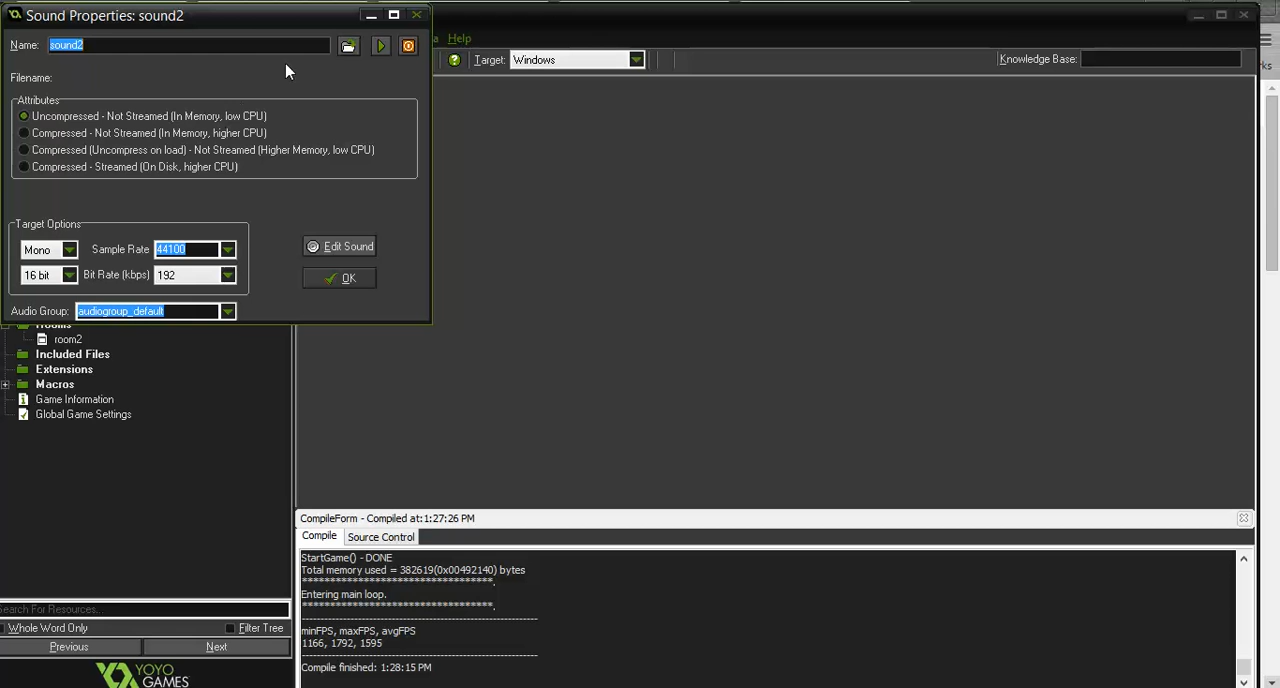 Sound Properties: sound2
Name: sound2
Help
Target: Windows
Knowledge Base:
Filename:
Attributes
Uncompressed - Not Streamed (In Memory, low CPU)
Compressed - Not Streamed (In Memory, higher CPU)
Compressed (Uncompress on load) - Not Streamed (Higher Memory, low CPU)
Compressed - Streamed (On Disk, higher CPU)
Target Options
Mono Sample Rate 44100
Edit Sound
16 bit Bit Rate (kbps) 192
OK
Audio Group: audiogroup_default
room2
Included Files
Extensions
Macros
Game Information
Global Game Settings
CompileForm - Compiled at:1:27:26 PM
Compile Source Control
StartGame() - DONE
Total memory used = 382619(0x00492140) bytes
*********************************.
Entering main loop.
*********************************.
minFPS, maxFPS, avgFPS
1166, 1792, 1595
Compile finished: 1:28:15 PM
Search For Resources...
Whole Word Only Filter Tree
Previous Next
YOYO
GAMES